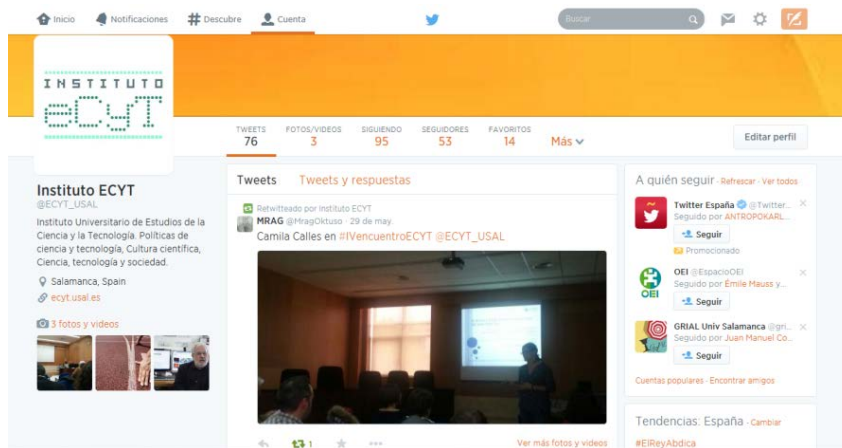 Inicio
Notificaciones
Descubre
Cuenta
Buscar
INSTITUTO
eCyT
TWEETS
76
FOTOS/VIDEOS
3
SIGUIENDO
95
SEGUIDORES
53
FAVORITOS
14
Más
Editar perfil
Instituto ECYT
@ECYT_USAL
Instituto Universitario de Estudios de la
Ciencia y la Tecnología. Políticas de
ciencia y tecnología, Cultura científica,
Ciencia, tecnología y sociedad.
Salamanca, Spain
ecyt.usal.es
3 fotos y videos
Tweets Tweets y respuestas
Retwitteado por Instituto ECYT
MRAG @MragOktuso · 29 de may.
Camila Calles en #IVencuentroECYT @ECYT_USAL
1
Ver más fotos y videos
A quién seguir · Refrescar · Ver todos
Twitter España @Twitter...
Seguido por ANTROPOKARL...
Seguir
Promocionado
OEI @EspacioOEI
Seguido por Émile Mauss y...
Seguir
OEI
GRIAL Univ Salamanca @gri...
Seguido por Juan Manuel Co...
Seguir
Cuentas populares · Encontrar amigos
Tendencias: España · Cambiar
#ElReyAbdica